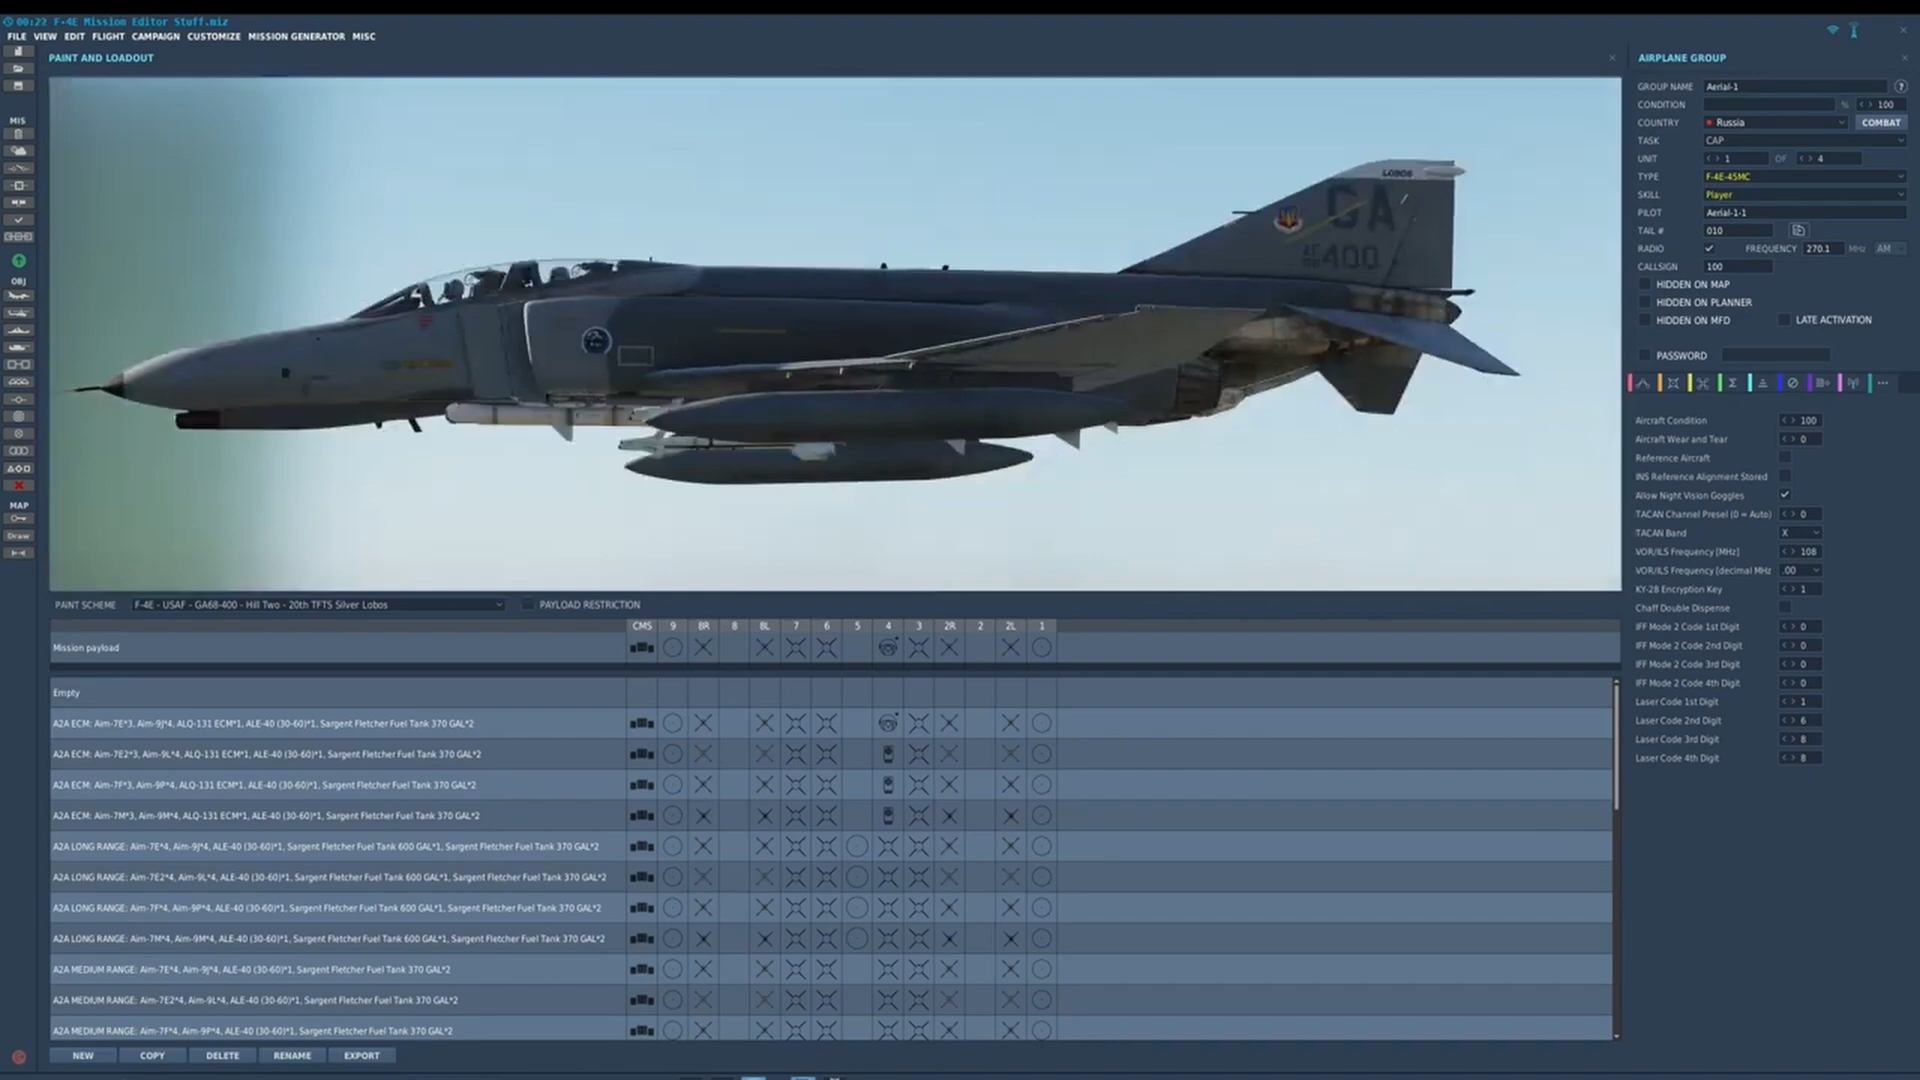 00:22 F-4E Mission Editor Stuff.miz
FILE VIEW EDIT FLIGHT CAMPAIGN CUSTOMIZE MISSION GENERATOR MISC
PAINT AND LOADOUT
LOBOS
GA
AF 68 400
MIS
OBJ
MAP
Draw
PAINT SCHEME F-4E - USAF - GA68-400 - Hill Two - 20th TFTS Silver Lobos PAYLOAD RESTRICTION
CMS 9 8R 8 8L 7 6 5 4 3 2R 2 2L 1
Mission payload
Empty
A2A ECM: Aim-7E*3, Aim-9J*4, ALQ-131 ECM*1, ALE-40 (30-60)*1, Sargent Fletcher Fuel Tank 370 GAL*2
A2A ECM: Aim-7E2*3, Aim-9L*4, ALQ-131 ECM*1, ALE-40 (30-60)*1, Sargent Fletcher Fuel Tank 370 GAL*2
A2A ECM: Aim-7F*3, Aim-9P*4, ALQ-131 ECM*1, ALE-40 (30-60)*1, Sargent Fletcher Fuel Tank 370 GAL*2
A2A ECM: Aim-7M*3, Aim-9M*4, ALQ-131 ECM*1, ALE-40 (30-60)*1, Sargent Fletcher Fuel Tank 370 GAL*2
A2A LONG RANGE: Aim-7E*4, Aim-9J*4, ALE-40 (30-60)*1, Sargent Fletcher Fuel Tank 600 GAL*1, Sargent Fletcher Fuel Tank 370 GAL*2
A2A LONG RANGE: Aim-7E2*4, Aim-9L*4, ALE-40 (30-60)*1, Sargent Fletcher Fuel Tank 600 GAL*1, Sargent Fletcher Fuel Tank 370 GAL*2
A2A LONG RANGE: Aim-7F*4, Aim-9P*4, ALE-40 (30-60)*1, Sargent Fletcher Fuel Tank 600 GAL*1, Sargent Fletcher Fuel Tank 370 GAL*2
A2A LONG RANGE: Aim-7M*4, Aim-9M*4, ALE-40 (30-60)*1, Sargent Fletcher Fuel Tank 600 GAL*1, Sargent Fletcher Fuel Tank 370 GAL*2
A2A MEDIUM RANGE: Aim-7E*4, Aim-9J*4, ALE-40 (30-60)*1, Sargent Fletcher Fuel Tank 370 GAL*2
A2A MEDIUM RANGE: Aim-7E2*4, Aim-9L*4, ALE-40 (30-60)*1, Sargent Fletcher Fuel Tank 370 GAL*2
A2A MEDIUM RANGE: Aim-7F*4, Aim-9P*4, ALE-40 (30-60)*1, Sargent Fletcher Fuel Tank 370 GAL*2
NEW COPY DELETE RENAME EXPORT
AIRPLANE GROUP
GROUP NAME Aerial-1 ?
CONDITION % < > 100
COUNTRY Russia COMBAT
TASK CAP
UNIT < > 1 OF < > 4
TYPE F-4E-45MC
SKILL Player
PILOT Aerial-1-1
TAIL # 010
RADIO FREQUENCY 270.1 MHz AM
CALLSIGN 100
HIDDEN ON MAP
HIDDEN ON PLANNER
HIDDEN ON MFD LATE ACTIVATION
PASSWORD
Aircraft Condition < > 100
Aircraft Wear and Tear < > 0
Reference Aircraft
INS Reference Alignment Stored
Allow Night Vision Goggles
TACAN Channel Presel (0 = Auto) < > 0
TACAN Band X
VOR/ILS Frequency [MHz] < > 108
VOR/ILS Frequency [decimal MHz .00
KY-28 Encryption Key < > 1
Chaff Double Dispense
IFF Mode 2 Code 1st Digit < > 0
IFF Mode 2 Code 2nd Digit < > 0
IFF Mode 2 Code 3rd Digit < > 0
IFF Mode 2 Code 4th Digit < > 0
Laser Code 1st Digit < > 1
Laser Code 2nd Digit < > 6
Laser Code 3rd Digit < > 8
Laser Code 4th Digit < > 8